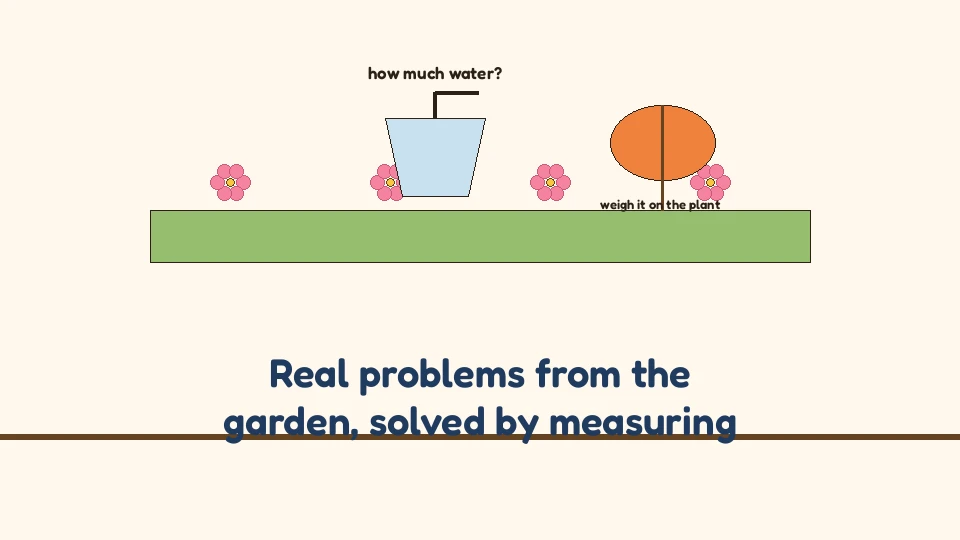 how much water?
weigh it on the plant
Real problems from the
garden, solved by measuring